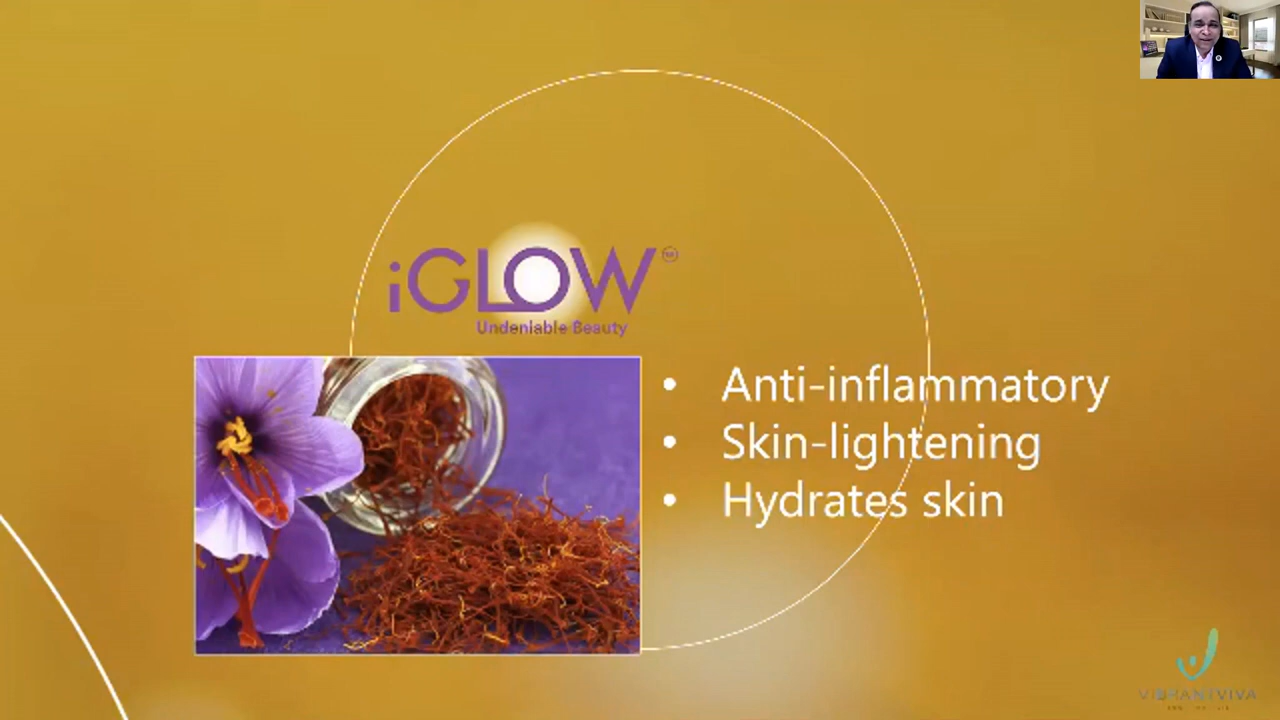 iGLOW
Undeniable Beauty
• Anti-inflammatory
• Skin-lightening
• Hydrates skin
VIBRANTVIVA